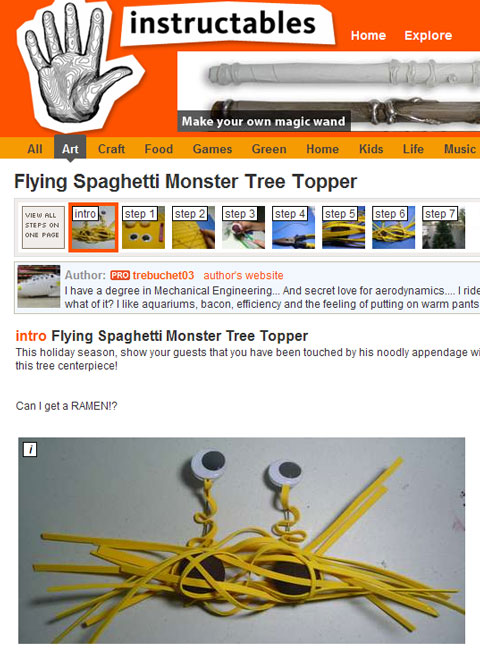 instructables
Home Explore
Make your own magic wand
All Art Craft Food Games Green Home Kids Life Music
Flying Spaghetti Monster Tree Topper
VIEW ALL
STEPS ON
ONE PAGE
intro step 1 step 2 step 3 step 4 step 5 step 6 step 7
Author: PRO trebuchet03 author's website
I have a degree in Mechanical Engineering... And secret love for aerodynamics.... I ride
what of it? I like aquariums, bacon, efficiency and the feeling of putting on warm pants
intro Flying Spaghetti Monster Tree Topper
This holiday season, show your guests that you have been touched by his noodly appendage wi
this tree centerpiece!
Can I get a RAMEN!?
i